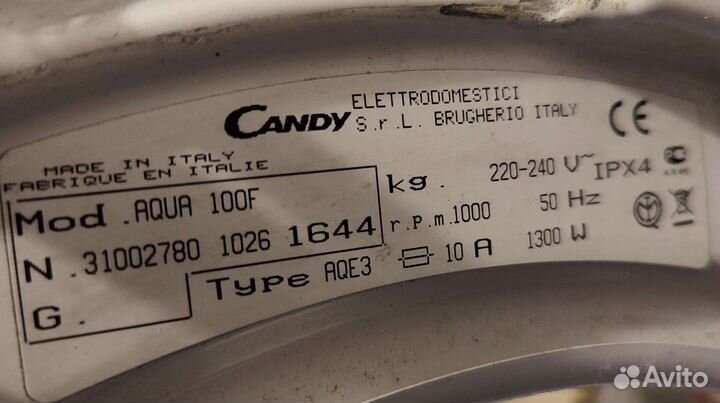 CANDY ELETTRODOMESTICI
S.r.L. BRUGHERIO ITALY
CE
MADE IN ITALY
FABRIQUE EN ITALIE
Mod .AQUA 100F
kg. 220-240 V~ IPX4
N .31002780 1026 1644
r.p.m.1000 50 Hz
G. Type AQE3 10 A 1300 W
Avito